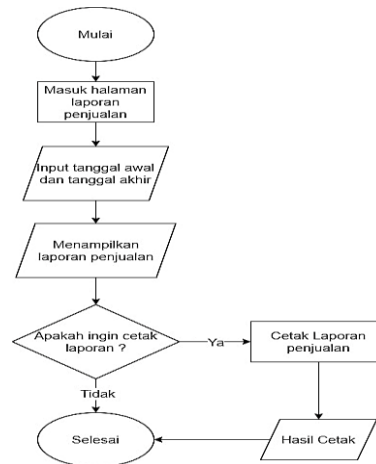 Mulai
Masuk halaman
laporan
penjualan
Input tanggal awal
dan tanggal akhir
Menampilkan
laporan penjualan
Apakah ingin cetak
laporan ?
Ya
Cetak Laporan
penjualan
Tidak
Selesai
Hasil Cetak